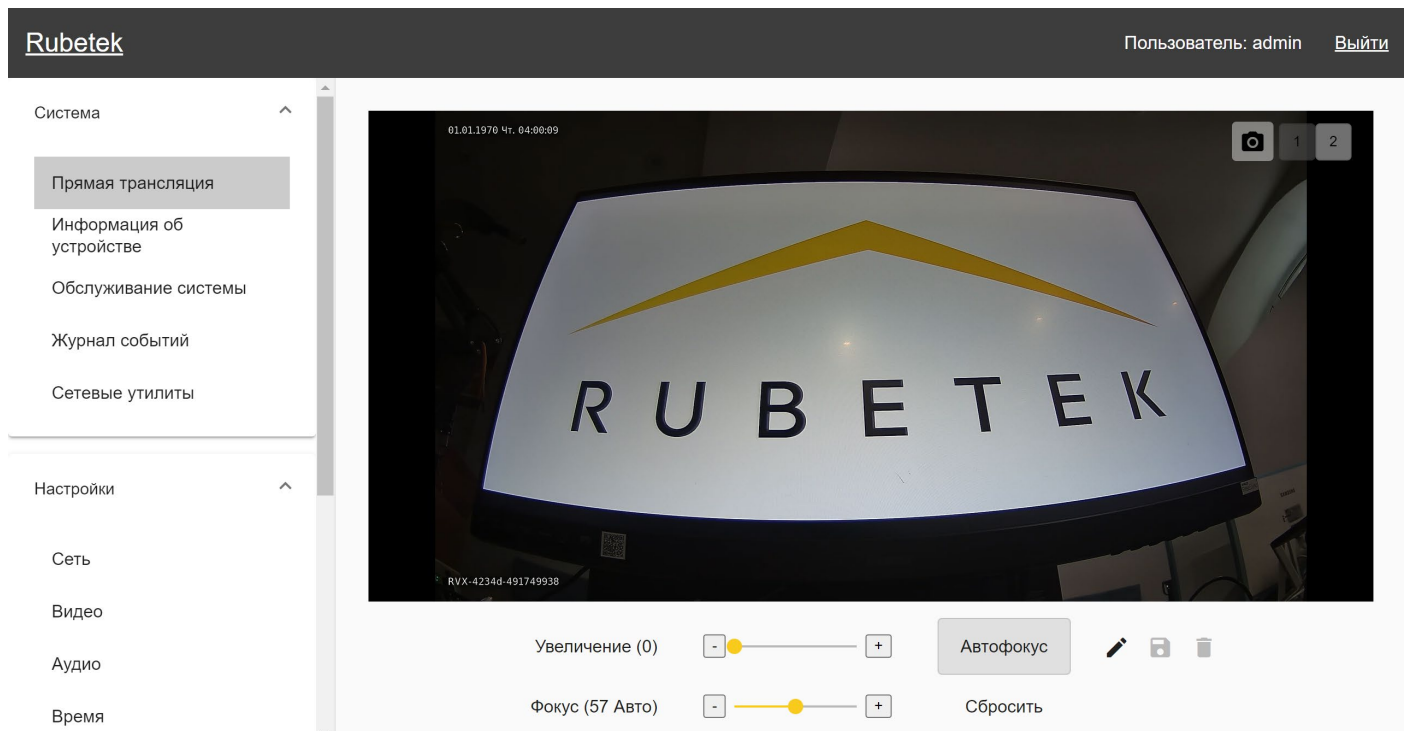 Rubetek
Пользователь: admin Выйти
Система
Прямая трансляция
Информация об
устройстве
Обслуживание системы
Журнал событий
Сетевые утилиты
Настройки
Сеть
Видео
Аудио
Время
01.01.1970 Чт. 04:00:09
1 2
RUBETEK
RVX-4234d-491749938
Увеличение (0) - + Автофокус
Фокус (57 Авто) - + Сбросить